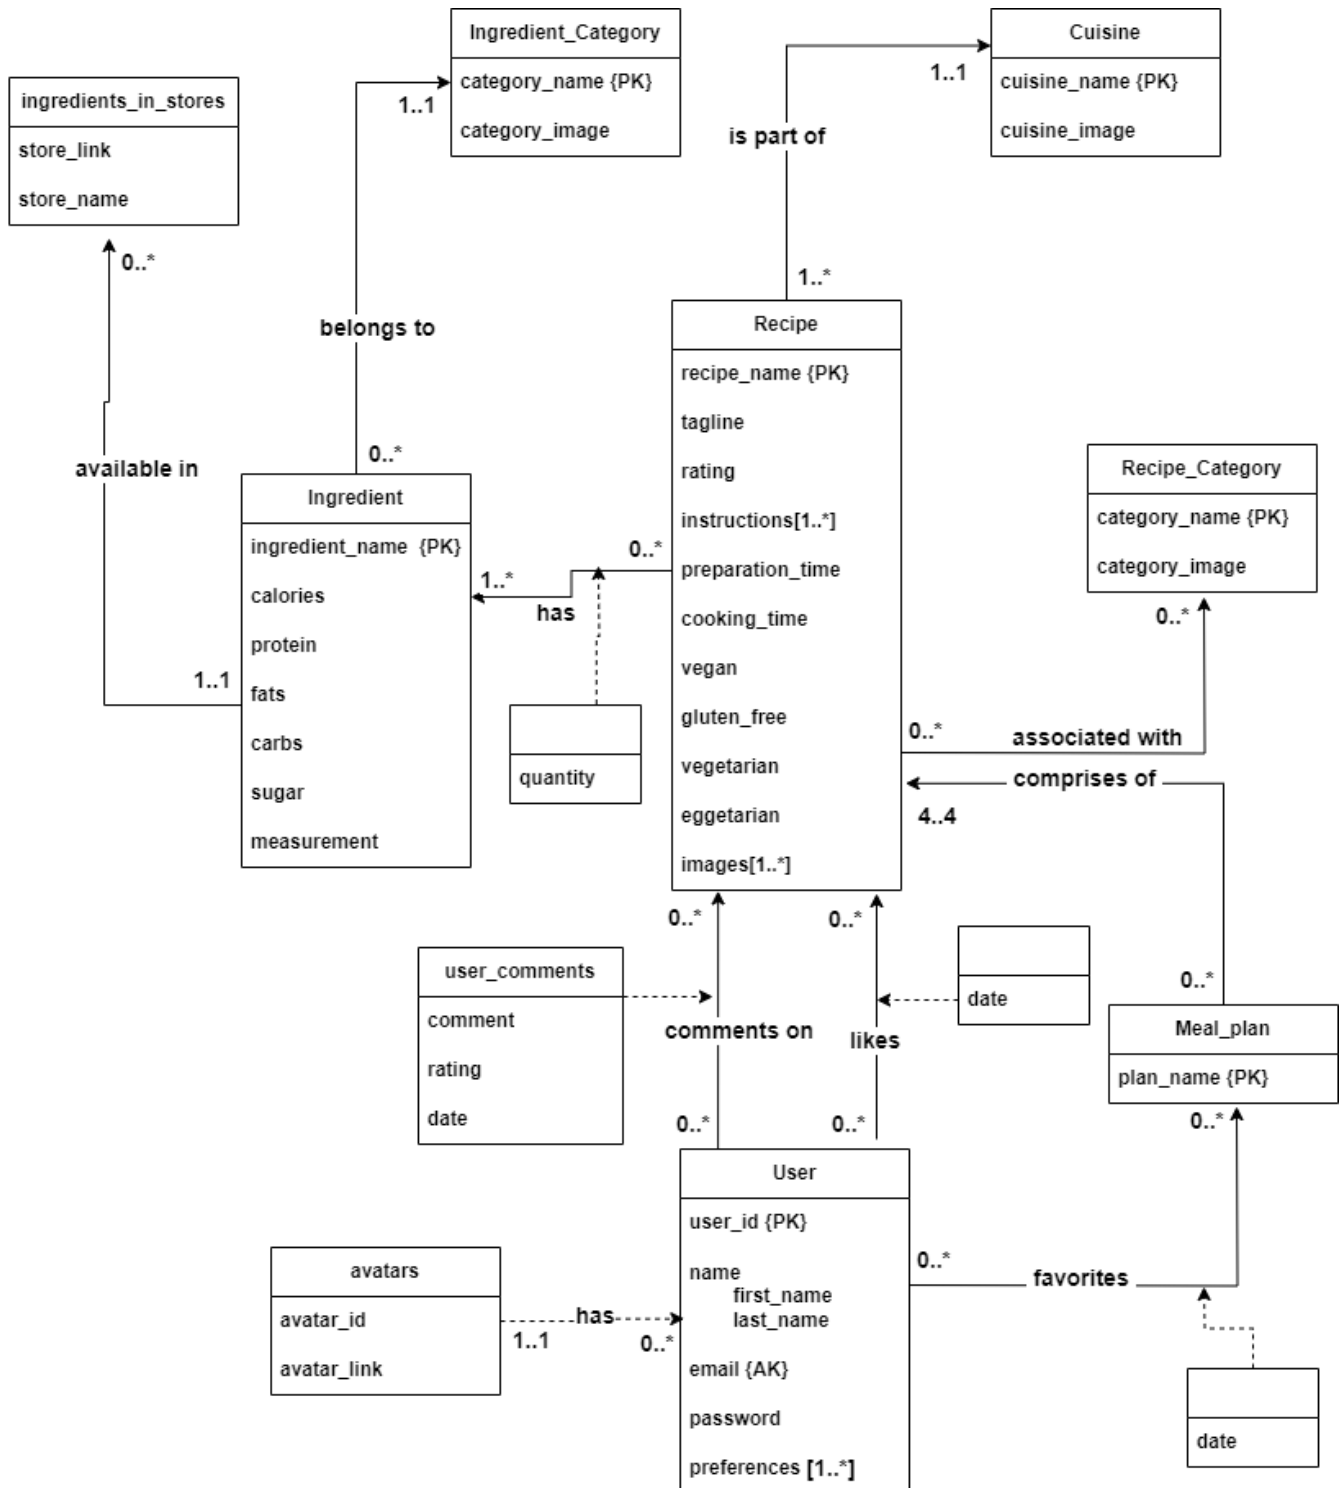 Ingredient_Category
category_name {PK}
category_image
1..1
Cuisine
cuisine_name {PK}
cuisine_image
1..1
is part of
1..*
ingredients_in_stores
store_link
store_name
0..*
available in
1..1
belongs to
0..*
Ingredient
ingredient_name {PK}
calories
protein
fats
carbs
sugar
measurement
1..*
has
0..*
quantity
Recipe
recipe_name {PK}
tagline
rating
instructions[1..*]
preparation_time
cooking_time
vegan
gluten_free
vegetarian
eggetarian
images[1..*]
Recipe_Category
category_name {PK}
category_image
0..*
0..*
associated with
comprises of
4..4
0..*
0..*
0..*
user_comments
comment
rating
date
comments on
likes
date
0..*
0..*
Meal_plan
plan_name {PK}
0..*
User
user_id {PK}
name
first_name
last_name
email {AK}
password
preferences [1..*]
avatars
avatar_id
avatar_link
has
1..1
0..*
0..*
favorites
date